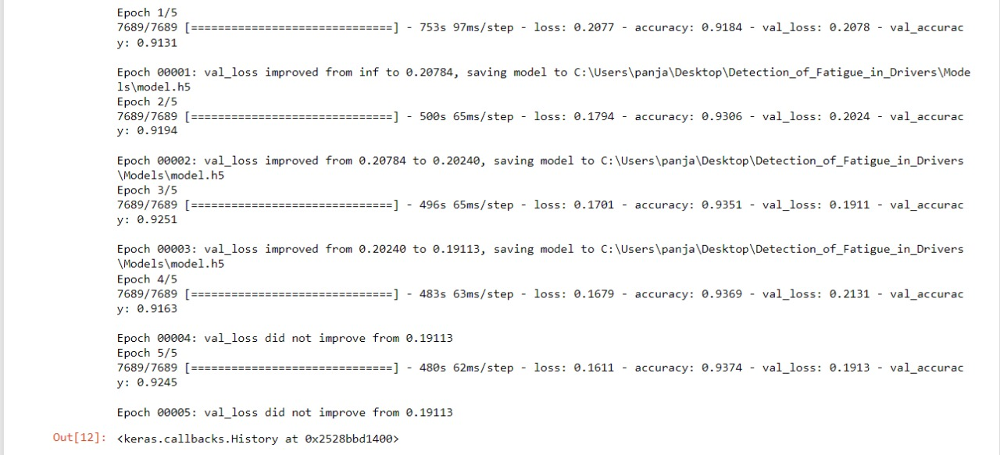 Epoch 1/5
7689/7689 [==============================] - 753s 97ms/step - loss: 0.2077 - accuracy: 0.9184 - val_loss: 0.2078 - val_accurac
y: 0.9131
Epoch 00001: val_loss improved from inf to 0.20784, saving model to C:\Users\panja\Desktop\Detection_of_Fatigue_in_Drivers\Mode
ls\model.h5
Epoch 2/5
7689/7689 [==============================] - 500s 65ms/step - loss: 0.1794 - accuracy: 0.9306 - val_loss: 0.2024 - val_accurac
y: 0.9194
Epoch 00002: val_loss improved from 0.20784 to 0.20240, saving model to C:\Users\panja\Desktop\Detection_of_Fatigue_in_Drivers
\Models\model.h5
Epoch 3/5
7689/7689 [==============================] - 496s 65ms/step - loss: 0.1701 - accuracy: 0.9351 - val_loss: 0.1911 - val_accurac
y: 0.9251
Epoch 00003: val_loss improved from 0.20240 to 0.19113, saving model to C:\Users\panja\Desktop\Detection_of_Fatigue_in_Drivers
\Models\model.h5
Epoch 4/5
7689/7689 [==============================] - 483s 63ms/step - loss: 0.1679 - accuracy: 0.9369 - val_loss: 0.2131 - val_accurac
y: 0.9163
Epoch 00004: val_loss did not improve from 0.19113
Epoch 5/5
7689/7689 [==============================] - 480s 62ms/step - loss: 0.1611 - accuracy: 0.9374 - val_loss: 0.1913 - val_accurac
y: 0.9245
Epoch 00005: val_loss did not improve from 0.19113
Out[12]: <keras.callbacks.History at 0x2528bbd1400>